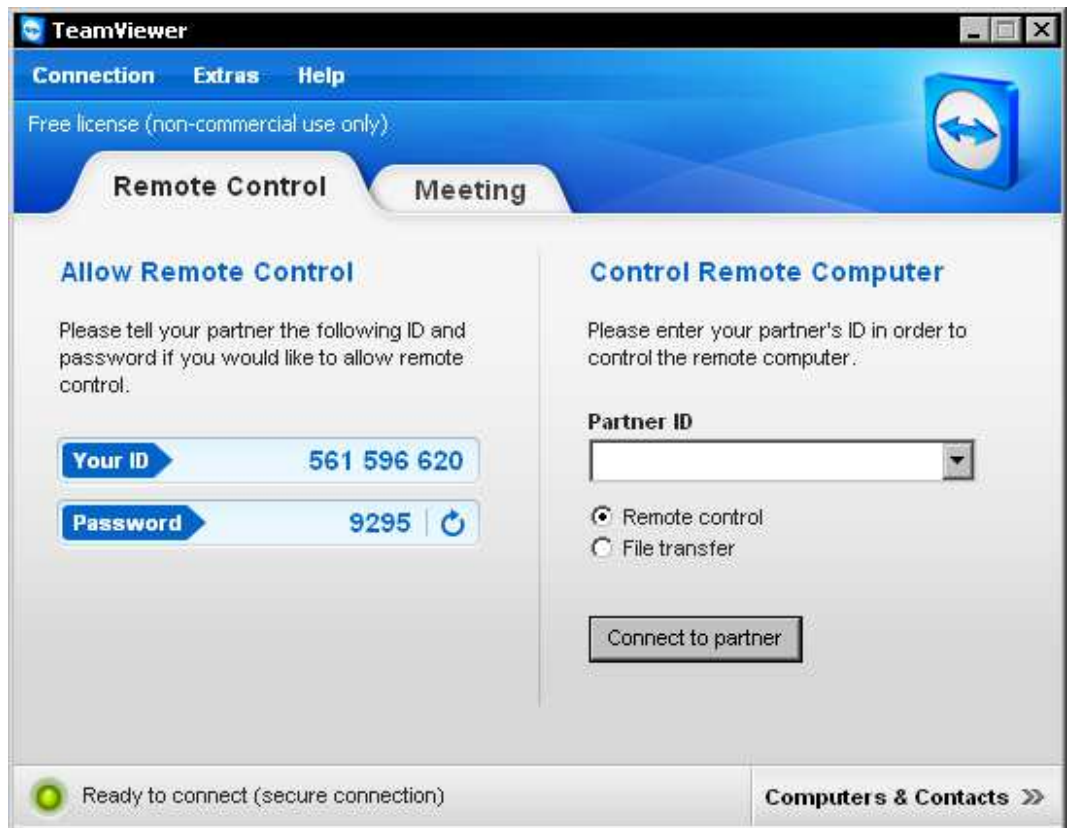 TeamViewer
Connection Extras Help
Free license (non-commercial use only)
Remote Control Meeting
Allow Remote Control
Please tell your partner the following ID and
password if you would like to allow remote
control.
Your ID 561 596 620
Password 9295
Control Remote Computer
Please enter your partner's ID in order to
control the remote computer.
Partner ID
Remote control
File transfer
Connect to partner
Ready to connect (secure connection)
Computers & Contacts >>